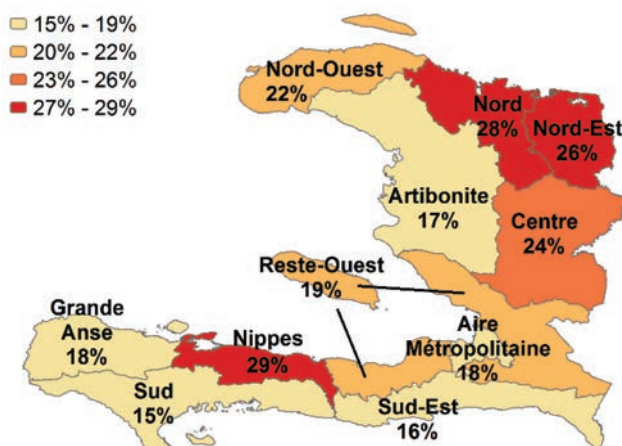 15% - 19%
20% - 22%
23% - 26%
27% - 29%
Nord-Ouest
22%
Nord
28%
Nord-Est
26%
Artibonite
17%
Centre
24%
Reste-Ouest
19%
Grande
Anse
18%
Nippes
29%
Aire
Métropolitaine
18%
Sud
15%
Sud-Est
16%